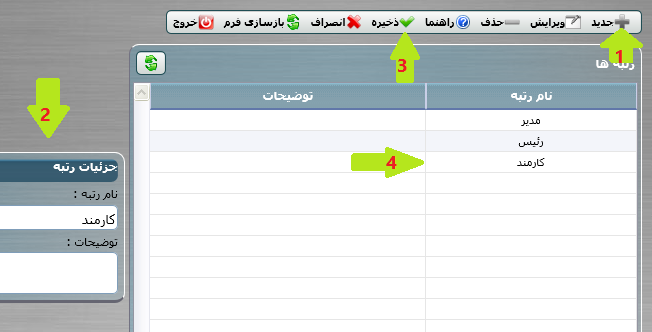 جدید ویرایش حذف راهنما ذخیره انصراف بازسازی فرم خروج
1
3
رتبه ها
نام رتبه توضیحات
مدیر
رئیس
کارمند
4
2
جزئیات رتبه
نام رتبه :
کارمند
توضیحات :